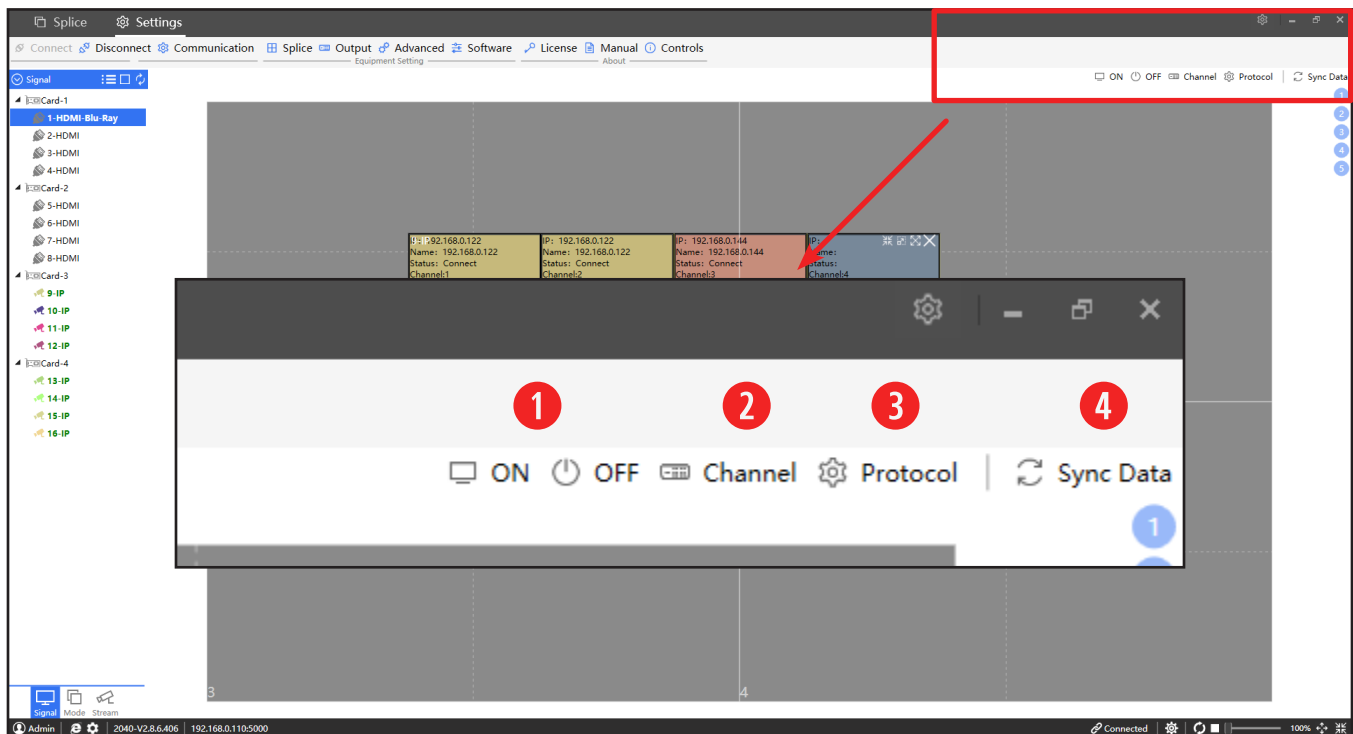 Splice Settings
Connect Disconnect Communication Splice Output Advanced Software License Manual Controls
Equipment Setting About
Signal
ON OFF Channel Protocol Sync Data
1
2
3
4
5
Card-1
1-HDMI-Blu-Ray
2-HDMI
3-HDMI
4-HDMI
Card-2
5-HDMI
6-HDMI
7-HDMI
8-HDMI
Card-3
9-IP
10-IP
11-IP
12-IP
Card-4
13-IP
14-IP
15-IP
16-IP
92.168.0.122
Name: 192.168.0.122
Status: Connect
Channel:1
IP: 192.168.0.122
Name: 192.168.0.122
Status: Connect
Channel:2
IP: 192.168.0.144
Name: 192.168.0.144
Status: Connect
Channel:3
IP:
Name:
Status:
Channel:4
1 2 3 4
ON OFF Channel Protocol Sync Data
1
3 4
Signal Mode Stream
Admin 2040-V2.8.6.406 192.168.0.110:5000 Connected 100%